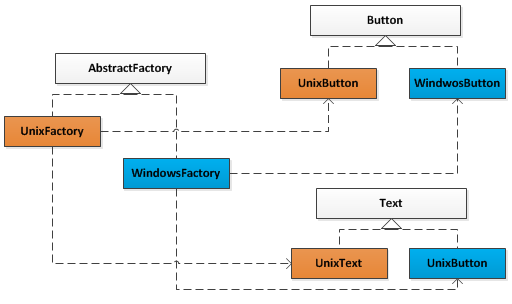 Button
AbstractFactory
UnixButton
WindwosButton
UnixFactory
WindowsFactory
Text
UnixText
UnixButton